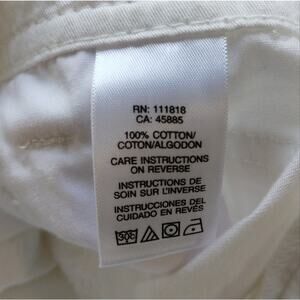 RN: 111818
CA: 45885
100% COTTON/
COTON/ALGODON
CARE INSTRUCTIONS
ON REVERSE
INSTRUCTIONS DE
SOIN SUR L'INVERSE
INSTRUCCIONES DEL
CUIDADO EN REVÉS